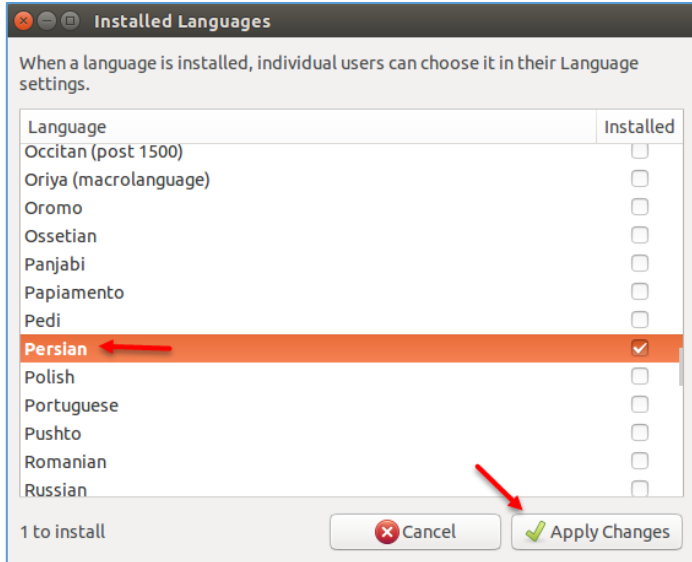 Installed Languages
When a language is installed, individual users can choose it in their Language
settings.
Language Installed
Occitan (post 1500)
Oriya (macrolanguage)
Oromo
Ossetian
Panjabi
Papiamento
Pedi
Persian
Polish
Portuguese
Pushto
Romanian
Russian
1 to install Cancel Apply Changes